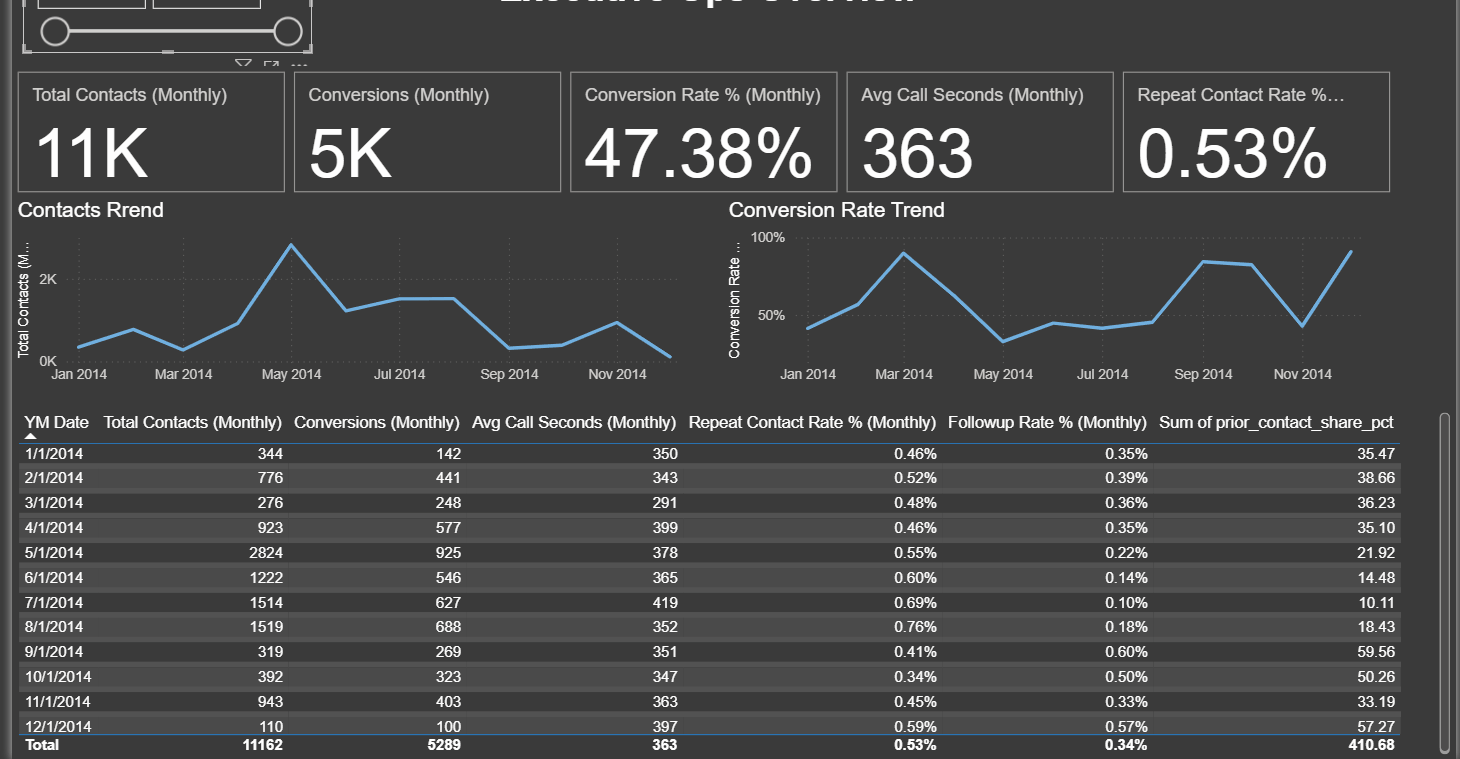 Executive Ops Overview
Total Contacts (Monthly)
11K
Conversions (Monthly)
5K
Conversion Rate % (Monthly)
47.38%
Avg Call Seconds (Monthly)
363
Repeat Contact Rate %...
0.53%
Contacts Rrend
Total Contacts (M...
2K
0K
Jan 2014 Mar 2014 May 2014 Jul 2014 Sep 2014 Nov 2014
Conversion Rate Trend
Conversion Rate ...
100%
50%
Jan 2014 Mar 2014 May 2014 Jul 2014 Sep 2014 Nov 2014
YM Date Total Contacts (Monthly) Conversions (Monthly) Avg Call Seconds (Monthly) Repeat Contact Rate % (Monthly) Followup Rate % (Monthly) Sum of prior_contact_share_pct
1/1/2014 344 142 350 0.46% 0.35% 35.47
2/1/2014 776 441 343 0.52% 0.39% 38.66
3/1/2014 276 248 291 0.48% 0.36% 36.23
4/1/2014 923 577 399 0.46% 0.35% 35.10
5/1/2014 2824 925 378 0.55% 0.22% 21.92
6/1/2014 1222 546 365 0.60% 0.14% 14.48
7/1/2014 1514 627 419 0.69% 0.10% 10.11
8/1/2014 1519 688 352 0.76% 0.18% 18.43
9/1/2014 319 269 351 0.41% 0.60% 59.56
10/1/2014 392 323 347 0.34% 0.50% 50.26
11/1/2014 943 403 363 0.45% 0.33% 33.19
12/1/2014 110 100 397 0.59% 0.57% 57.27
Total 11162 5289 363 0.53% 0.34% 410.68